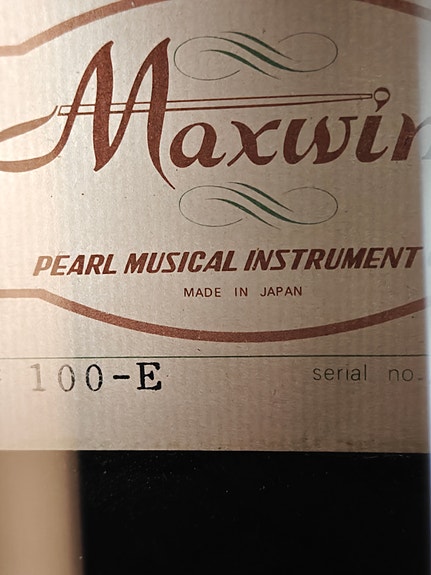 Maxwin
PEARL MUSICAL INSTRUMENT
MADE IN JAPAN
100-E
serial no.